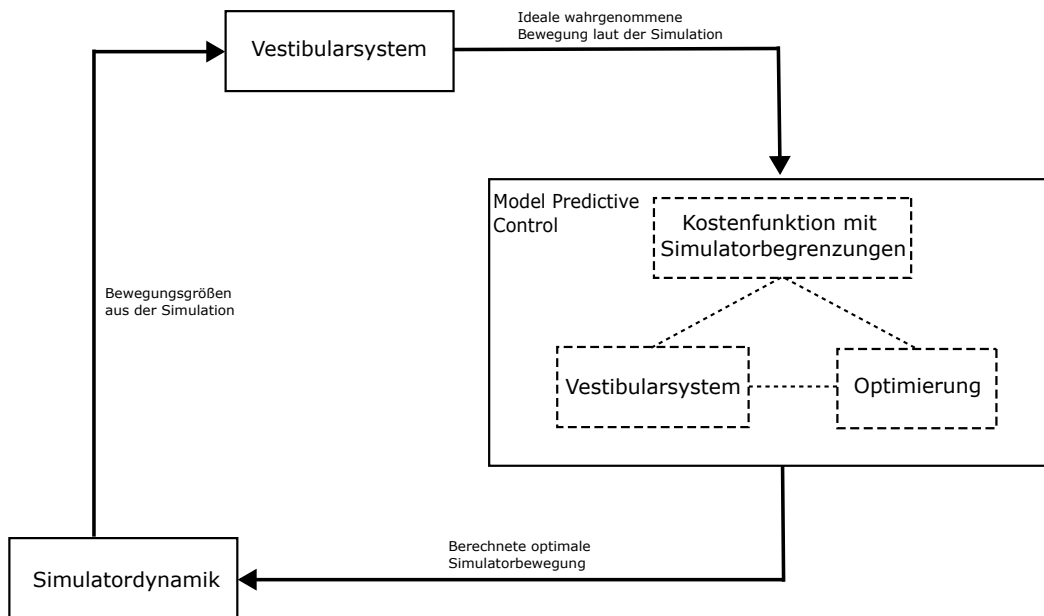 Ideale wahrgenommene
Bewegung laut der Simulation
Vestibularsystem
Model Predictive
Control
Kostenfunktion mit
Simulatorbegrenzungen
Bewegungsgrößen
aus der Simulation
Vestibularsystem
Optimierung
Berechnete optimale
Simulatorbewegung
Simulatordynamik